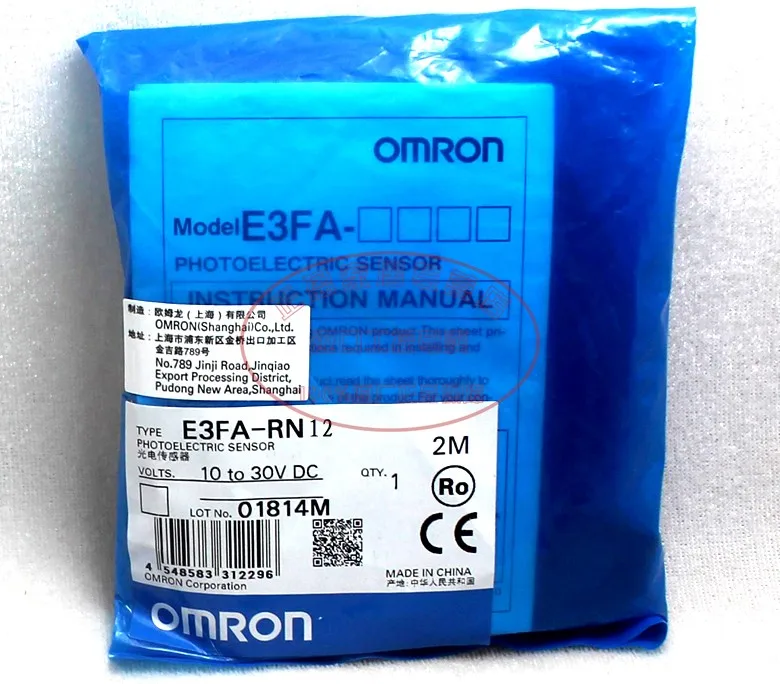 OMRON
Model E3FA-□□□□
PHOTOELECTRIC SENSOR
INSTRUCTION MANUAL
OMRON product. This sheet
required in installing and
read the sheet thoroughly to
of the product. For your
制造：欧姆龙（上海）有限公司
OMRON(Shanghai)Co.,Ltd.
地址：上海市浦东新区金桥出口加工区
金吉路789号
No.789 Jinji Road,Jinqiao
Export Processing District,
Pudong New Area,Shanghai
TYPE E3FA-RN12
PHOTOELECTRIC SENSOR
光电传感器
2M
VOLTS. 10 to 30V DC
QTY. 1
Ro
LOT No. 01814M
CE
4 548583 312296
OMRON Corporation
MADE IN CHINA
产地:中华人民共和国
OMRON